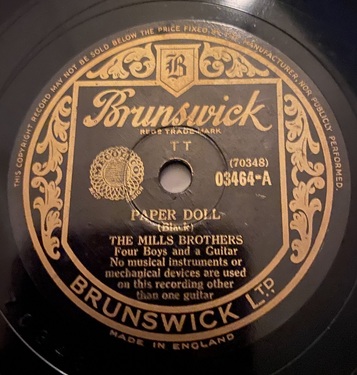 THIS COPYRIGHT RECORD MAY NOT BE SOLD BELOW THE PRICE FIXED BY THE MANUFACTURER, NOR PUBLICLY PERFORMED.
B
Brunswick
REGD TRADE MARK
TT
(70348)
03464-A
PAPER DOLL
(Black)
THE MILLS BROTHERS
Four Boys and a Guitar
No musical instruments or
mechanical devices are used
on this recording other
than one guitar
BRUNSWICK LTD.
MADE IN ENGLAND